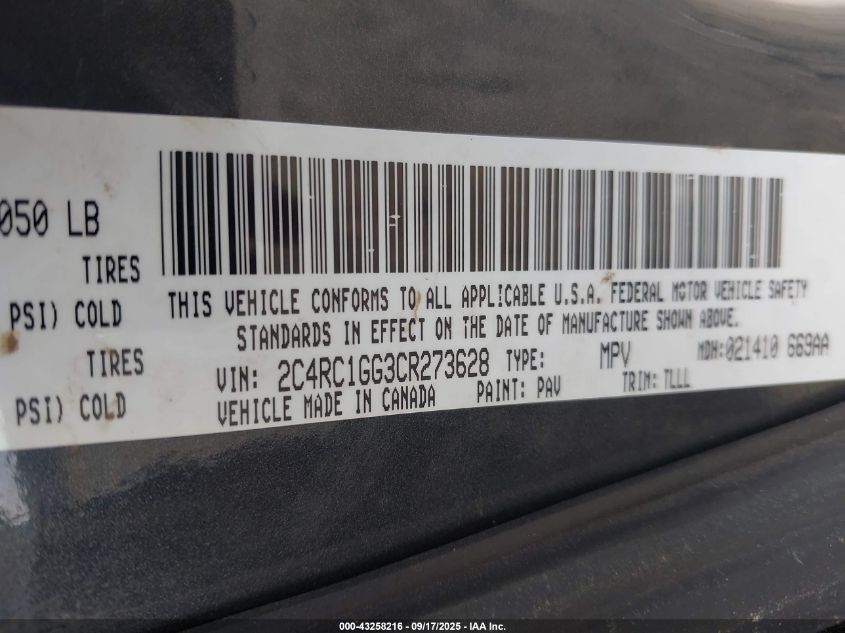 050 LB
TIRES
PSI) COLD
TIRES
PSI) COLD
THIS VEHICLE CONFORMS TO ALL APPLICABLE U.S.A. FEDERAL MOTOR VEHICLE SAFETY
STANDARDS IN EFFECT ON THE DATE OF MANUFACTURE SHOWN ABOVE.
VIN: 2C4RC1GG3CR273628 TYPE: MPV MDH:021410 669AA
VEHICLE MADE IN CANADA PAINT: PAV TRIM: TLLL
000-43258216 - 09/17/2025 - IAA Inc.